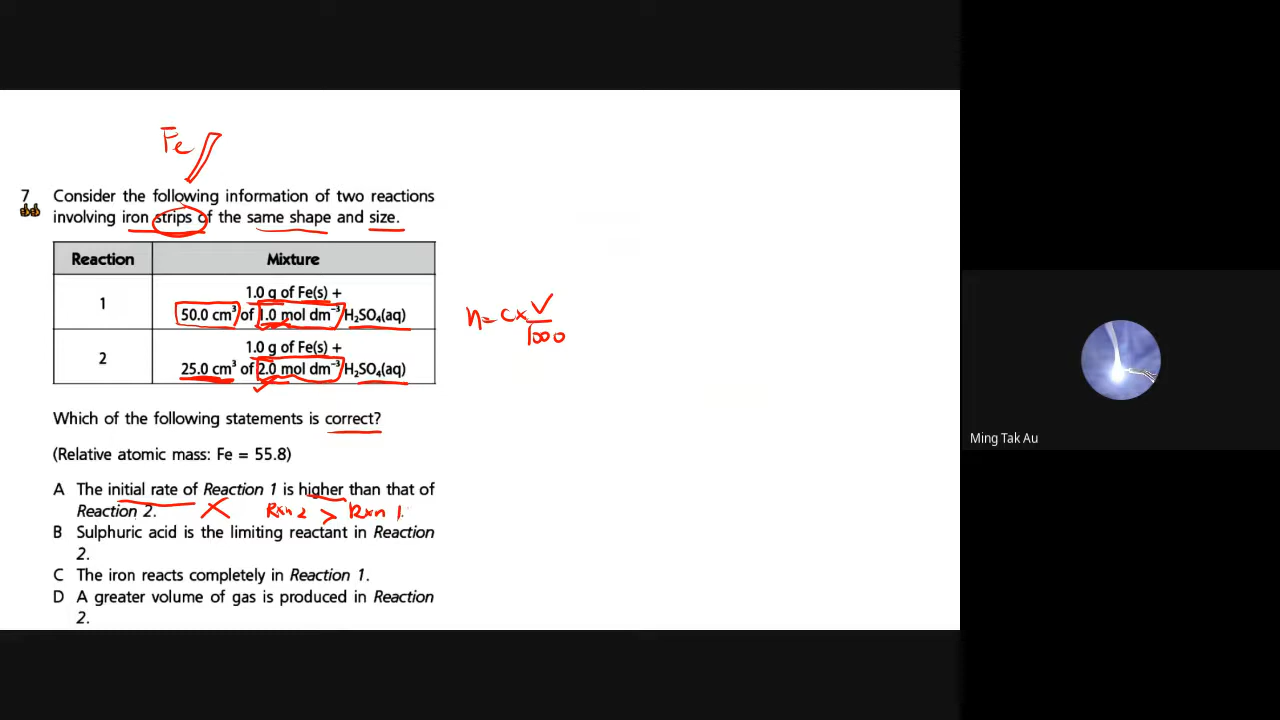 Fe
7 Consider the following information of two reactions
involving iron strips of the same shape and size.
Reaction Mixture
1 1.0 g of Fe(s) +
50.0 cm³ of 1.0 mol dm⁻³ H₂SO₄(aq)
n = c × V
1000
2 1.0 g of Fe(s) +
25.0 cm³ of 2.0 mol dm⁻³ H₂SO₄(aq)
Which of the following statements is correct?
(Relative atomic mass: Fe = 55.8)
A The initial rate of Reaction 1 is higher than that of
Reaction 2. Rxn 2 > Rxn 1
B Sulphuric acid is the limiting reactant in Reaction
2.
C The iron reacts completely in Reaction 1.
D A greater volume of gas is produced in Reaction
2.
Ming Tak Au